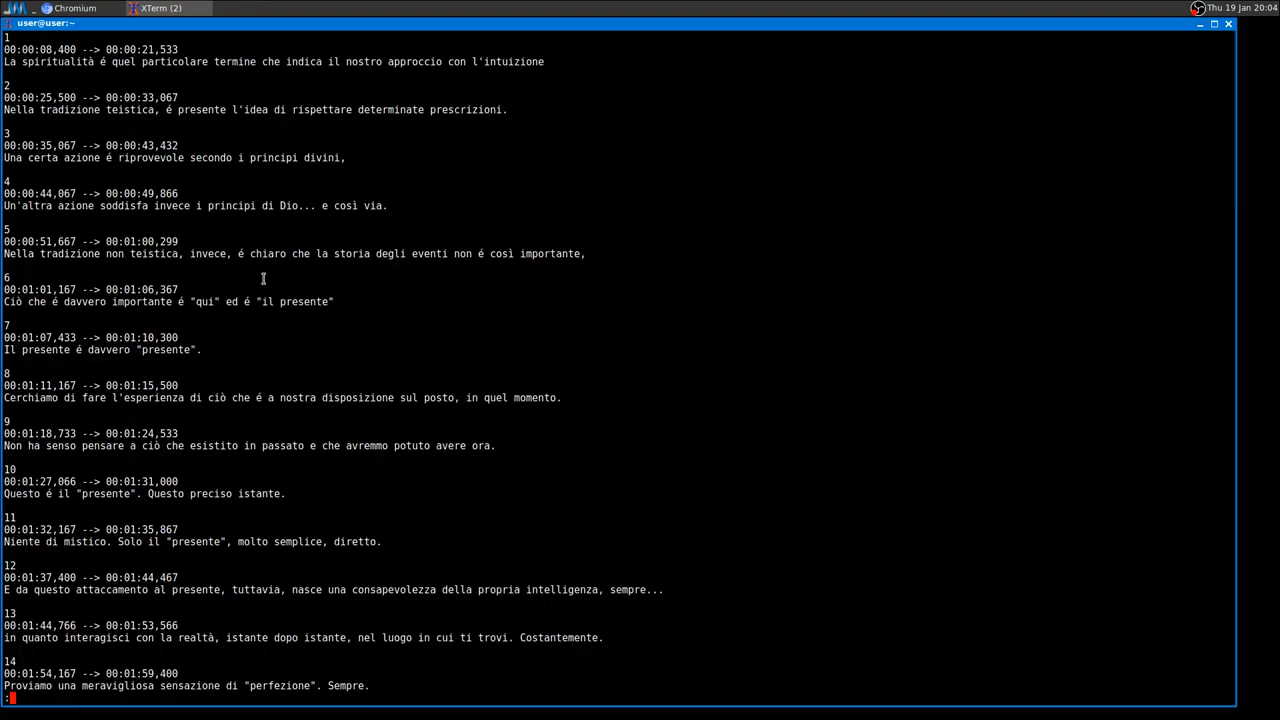 Chromium
XTerm (2)
Thu 19 Jan 20:04
user@user:~
1
00:00:08,400 --> 00:00:21,533
La spiritualità é quel particolare termine che indica il nostro approccio con l'intuizione
2
00:00:25,500 --> 00:00:33,067
Nella tradizione teistica, é presente l'idea di rispettare determinate prescrizioni.
3
00:00:35,067 --> 00:00:43,432
Una certa azione é riprovevole secondo i principi divini,
4
00:00:44,067 --> 00:00:49,866
Un'altra azione soddisfa invece i principi di Dio... e così via.
5
00:00:51,667 --> 00:01:00,299
Nella tradizione non teistica, invece, é chiaro che la storia degli eventi non é così importante,
6
00:01:01,167 --> 00:01:06,367
Ciò che é davvero importante é "qui" ed é "il presente"
7
00:01:07,433 --> 00:01:10,300
Il presente é davvero "presente".
8
00:01:11,167 --> 00:01:15,500
Cerchiamo di fare l'esperienza di ciò che é a nostra disposizione sul posto, in quel momento.
9
00:01:18,733 --> 00:01:24,533
Non ha senso pensare a ciò che esistito in passato e che avremmo potuto avere ora.
10
00:01:27,066 --> 00:01:31,000
Questo é il "presente". Questo preciso istante.
11
00:01:32,167 --> 00:01:35,867
Niente di mistico. Solo il "presente", molto semplice, diretto.
12
00:01:37,400 --> 00:01:44,467
E da questo attaccamento al presente, tuttavia, nasce una consapevolezza della propria intelligenza, sempre...
13
00:01:44,766 --> 00:01:53,566
in quanto interagisci con la realtà, istante dopo istante, nel luogo in cui ti trovi. Costantemente.
14
00:01:54,167 --> 00:01:59,400
Proviamo una meravigliosa sensazione di "perfezione". Sempre.
: